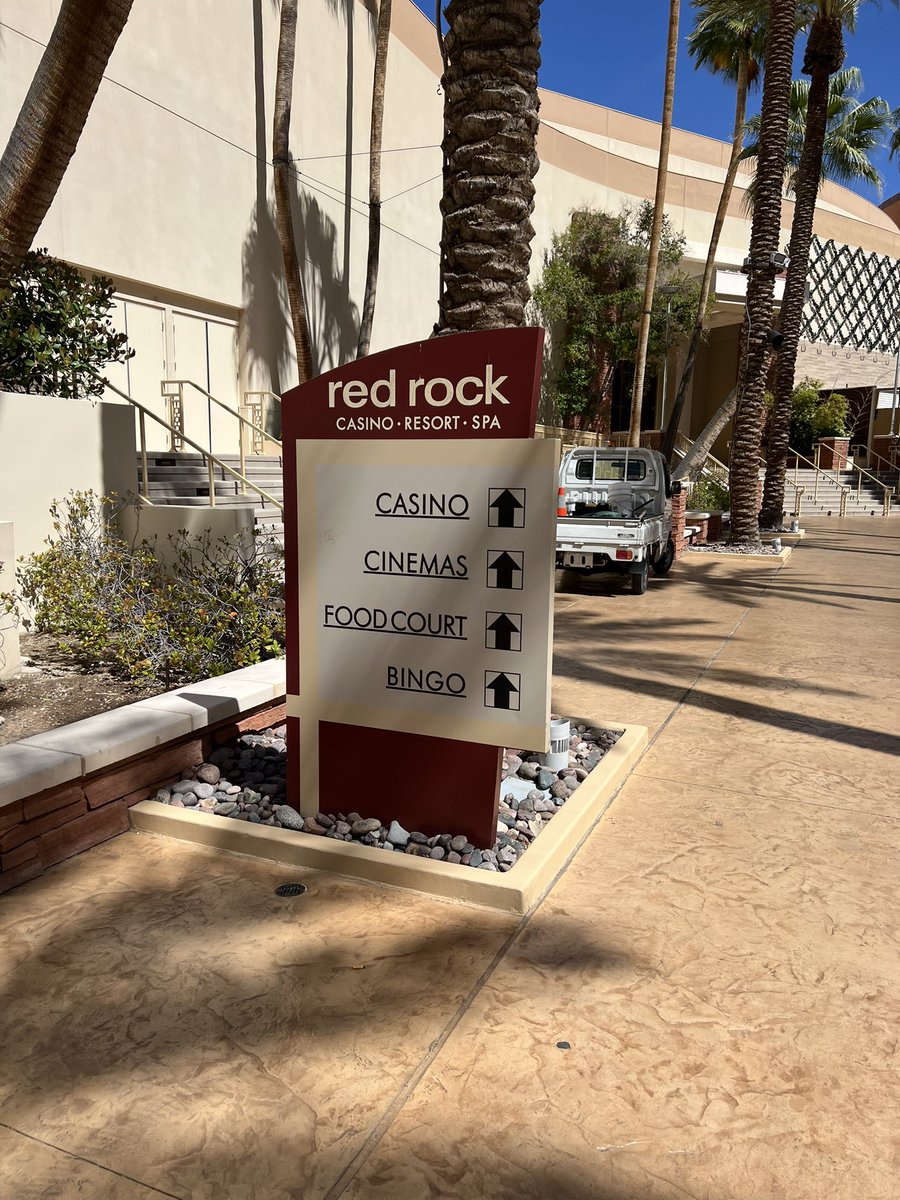 red rock
CASINO · RESORT · SPA
CASINO
CINEMAS
FOOD COURT
BINGO